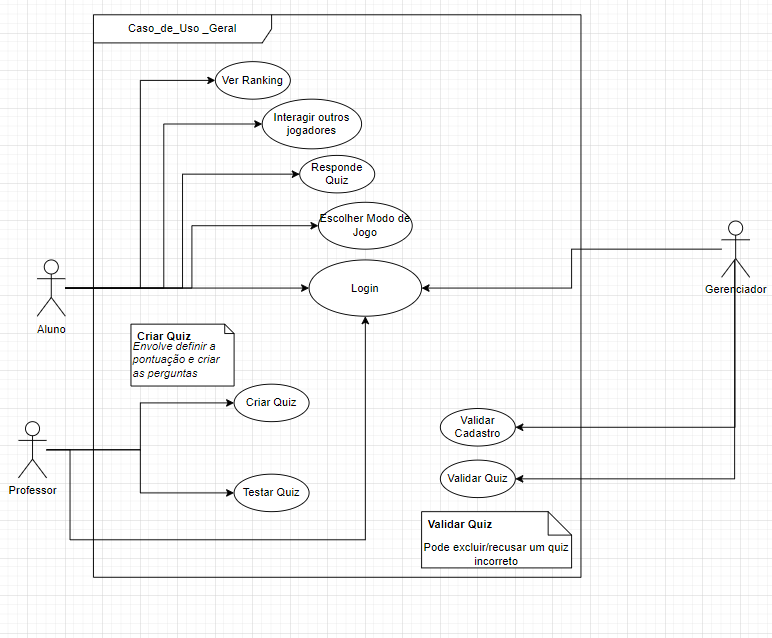 Caso_de_Uso _Geral
Ver Ranking
Interagir outros
jogadores
Responde
Quiz
Escolher Modo de
Jogo
Login
Aluno
Gerenciador
Criar Quiz
Envolve definir a
pontuação e criar
as perguntas
Criar Quiz
Validar
Cadastro
Professor
Testar Quiz
Validar Quiz
Validar Quiz
Pode excluir/recusar um quiz
incorreto